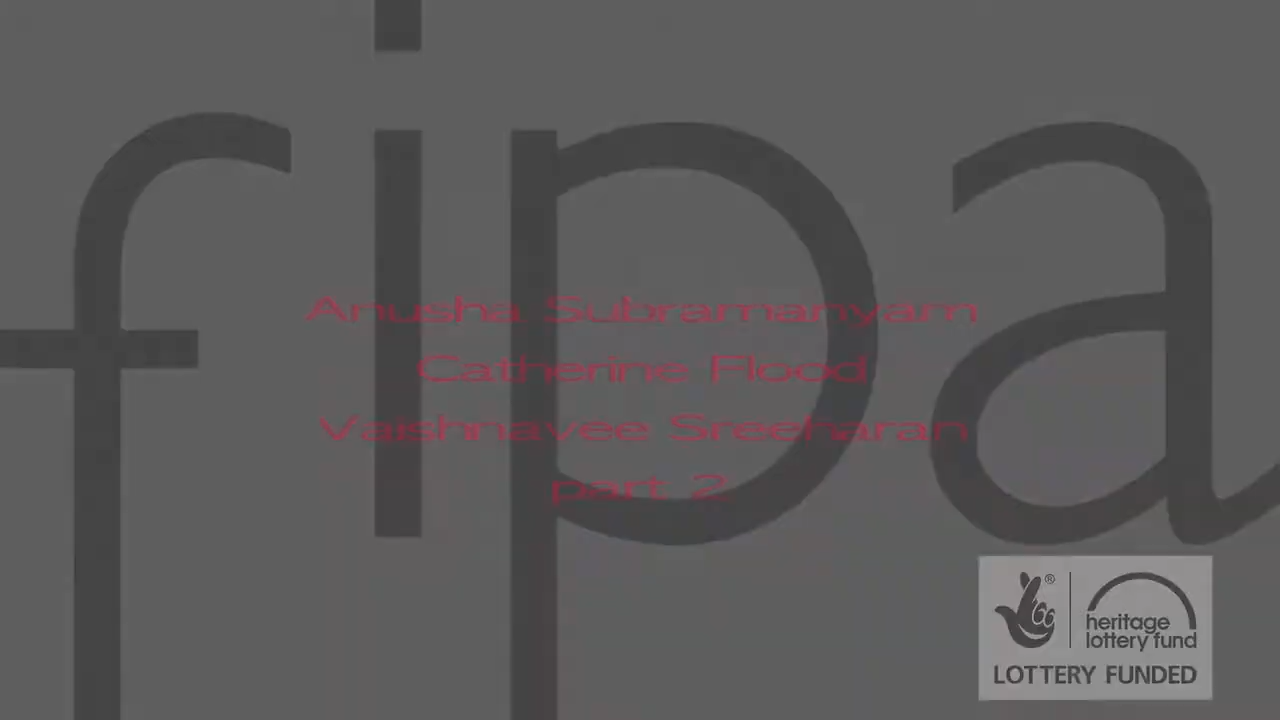 fipa
Anusha Subramanyam
Catherine Flood
Vaishnavee Sreeharan
part 2
heritage
lottery fund
LOTTERY FUNDED